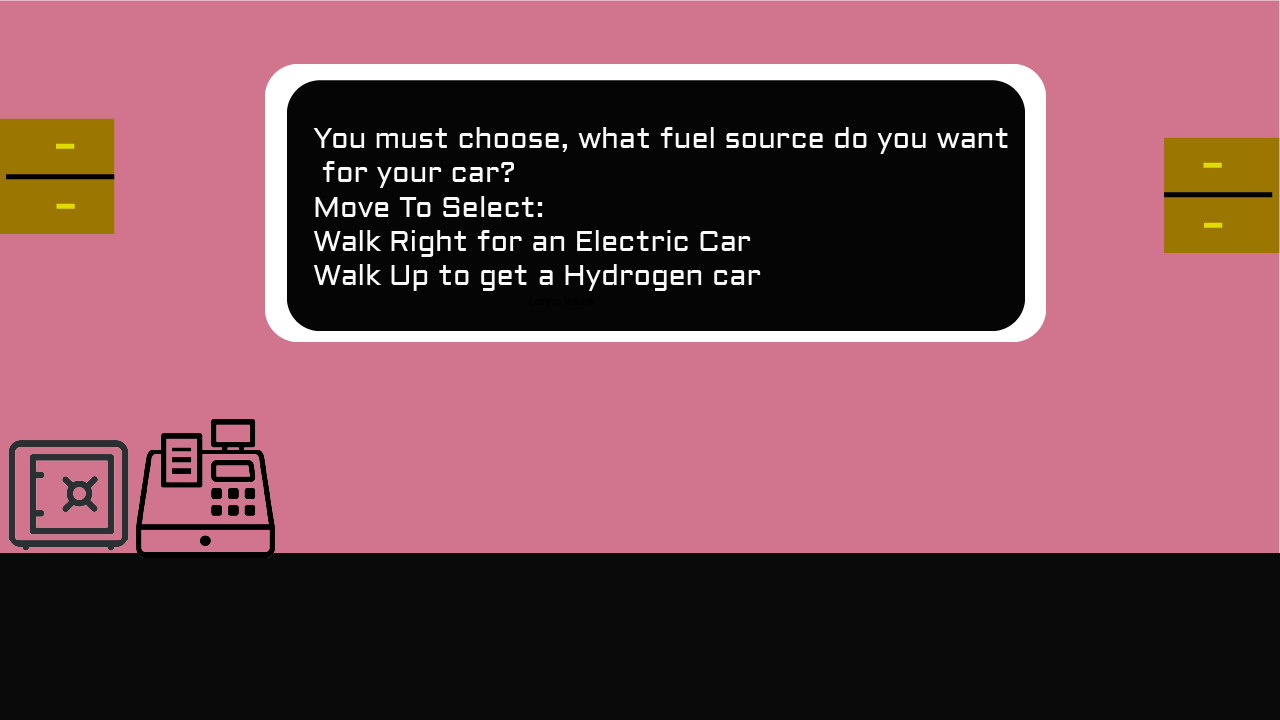 You must choose, what fuel source do you want
for your car?
Move To Select:
Walk Right for an Electric Car
Walk Up to get a Hydrogen car